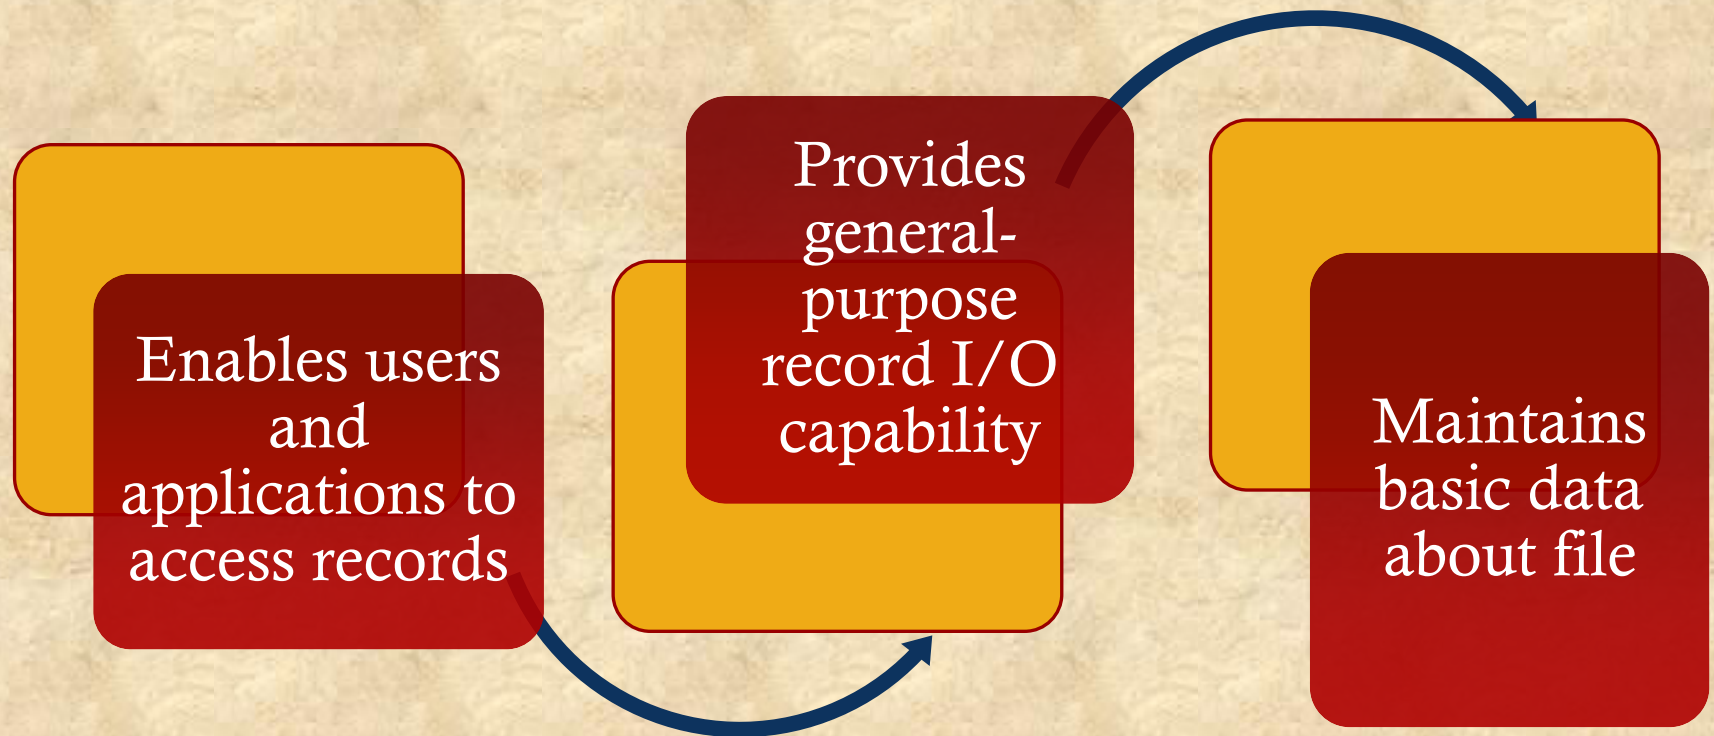 Enables users
and
applications to
access records
Provides
general-
purpose
record I/O
capability
Maintains
basic data
about file